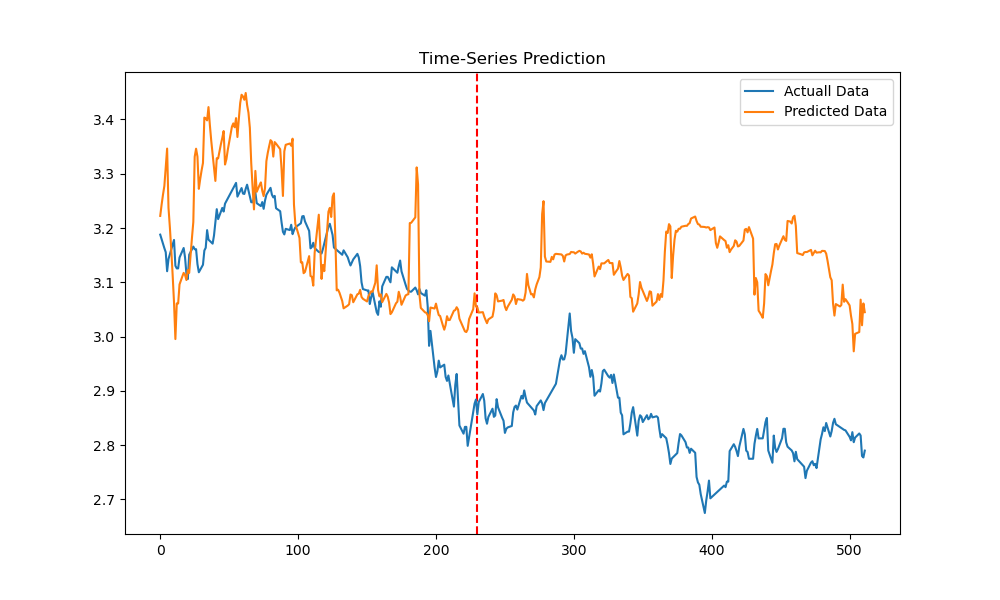 Time-Series Prediction
Actuall Data
Predicted Data
3.4
3.3
3.2
3.1
3.0
2.9
2.8
2.7
0 100 200 300 400 500